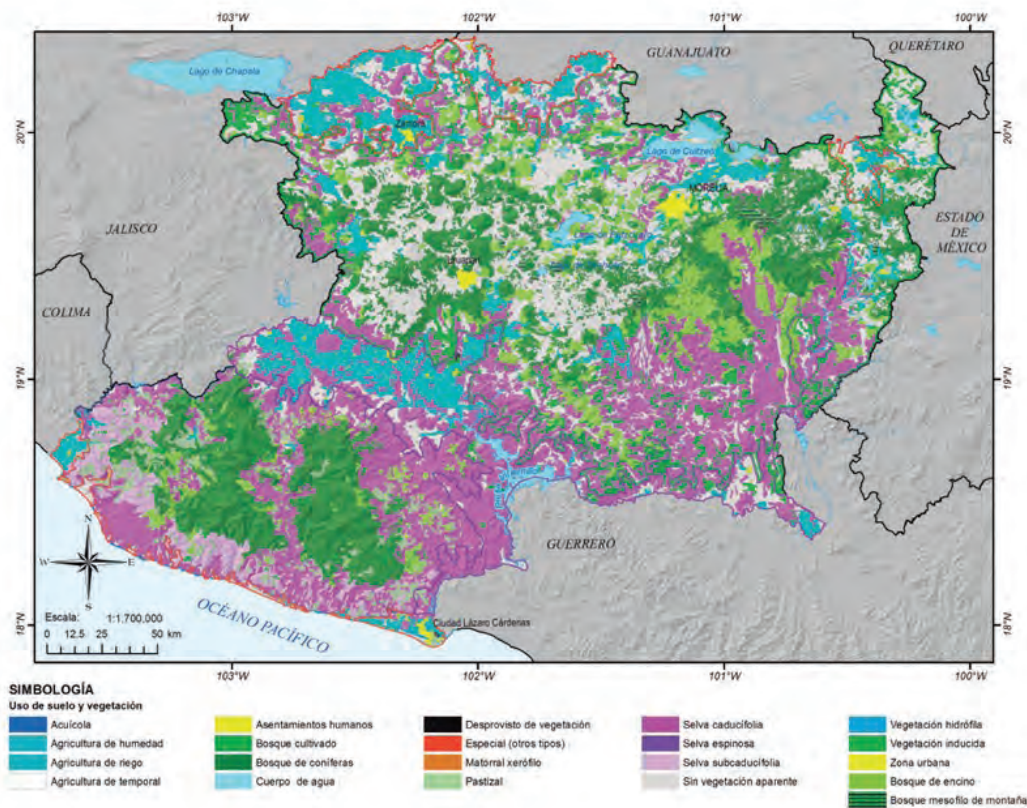 103°W 102°W 101°W 100°W
GUANAJUATO
QUERÉTARO
Lago de Chapala
20°N 20°N
Zamora
Lago de Cuitzeo
MORELIA
JALISCO
ESTADO
DE
MÉXICO
Uruapan
COLIMA
19°N 19°N
GUERRERO
N
W E
S
OCÉANO PACÍFICO
Escala: 1:1.700,000
0 12.5 25 50 km
18°N 18°N
Ciudad Lázaro Cárdenas
103°W 102°W 101°W 100°W
SIMBOLOGÍA
Uso de suelo y vegetación
Acuícola
Agricultura de humedad
Agricultura de riego
Agricultura de temporal
Asentamientos humanos
Bosque cultivado
Bosque de coníferas
Cuerpo de agua
Desprovisto de vegetación
Especial (otros tipos)
Matorral xerófilo
Pastizal
Selva caducifolia
Selva espinosa
Selva subcaducifolia
Sin vegetación aparente
Vegetación hidrófila
Vegetación inducida
Zona urbana
Bosque de encino
Bosque mesofilo de montaña